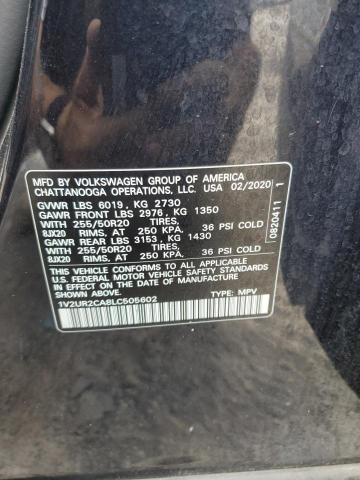 MFD BY VOLKSWAGEN GROUP OF AMERICA
CHATTANOOGA OPERATIONS, LLC. USA 02/2020
GVWR LBS 6019 , KG 2730
GAWR FRONT LBS 2976 , KG 1350
WITH 255/50R20 TIRES,
8JX20 RIMS, AT 250 KPA, 36 PSI COLD
GAWR REAR LBS 3153 , KG 1430
WITH 255/50R20 TIRES,
8JX20 RIMS, AT 250 KPA, 36 PSI COLD
THIS VEHICLE CONFORMS TO ALL APPLICABLE
U.S. FEDERAL MOTOR VEHICLE SAFETY
STANDARDS IN EFFECT ON THE DATE OF
MANUFACTURE SHOWN ABOVE.
1V2UR2CA8LC505602 TYPE: MPV
0820411 1